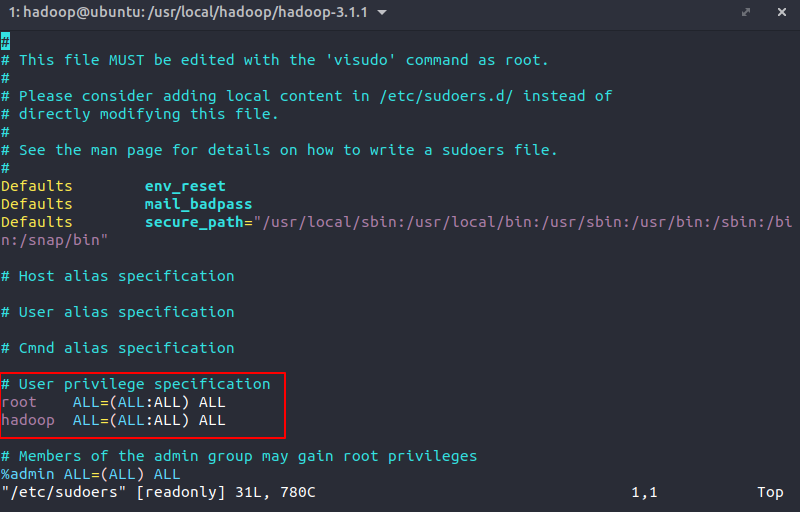 1: hadoop@ubuntu: /usr/local/hadoop/hadoop-3.1.1
#
# This file MUST be edited with the 'visudo' command as root.
#
# Please consider adding local content in /etc/sudoers.d/ instead of
# directly modifying this file.
#
# See the man page for details on how to write a sudoers file.
#
Defaults        env_reset
Defaults        mail_badpass
Defaults        secure_path="/usr/local/sbin:/usr/local/bin:/usr/sbin:/usr/bin:/sbin:/bi
n:/snap/bin"
# Host alias specification
# User alias specification
# Cmnd alias specification
# User privilege specification
root    ALL=(ALL:ALL) ALL
hadoop  ALL=(ALL:ALL) ALL
# Members of the admin group may gain root privileges
%admin ALL=(ALL) ALL
"/etc/sudoers" [readonly] 31L, 780C                                   1,1           Top